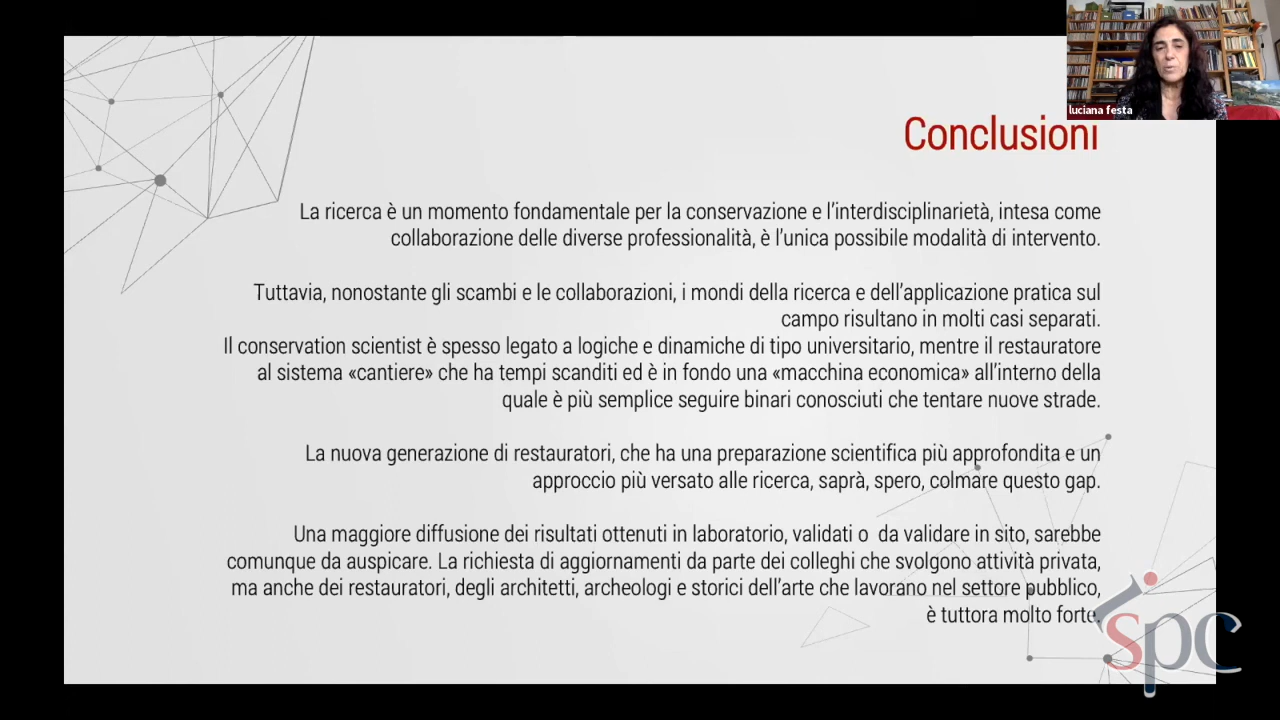 luciana festa
Conclusioni
La ricerca è un momento fondamentale per la conservazione e l’interdisciplinarietà, intesa come
collaborazione delle diverse professionalità, è l’unica possibile modalità di intervento.
Tuttavia, nonostante gli scambi e le collaborazioni, i mondi della ricerca e dell’applicazione pratica sul
campo risultano in molti casi separati.
Il conservation scientist è spesso legato a logiche e dinamiche di tipo universitario, mentre il restauratore
al sistema «cantiere» che ha tempi scanditi ed è in fondo una «macchina economica» all’interno della
quale è più semplice seguire binari conosciuti che tentare nuove strade.
La nuova generazione di restauratori, che ha una preparazione scientifica più approfondita e un
approccio più versato alle ricerca, saprà, spero, colmare questo gap.
Una maggiore diffusione dei risultati ottenuti in laboratorio, validati o  da validare in sito, sarebbe
comunque da auspicare. La richiesta di aggiornamenti da parte dei colleghi che svolgono attività privata,
ma anche dei restauratori, degli architetti, archeologi e storici dell’arte che lavorano nel settore pubblico,
è tuttora molto forte.
ispc